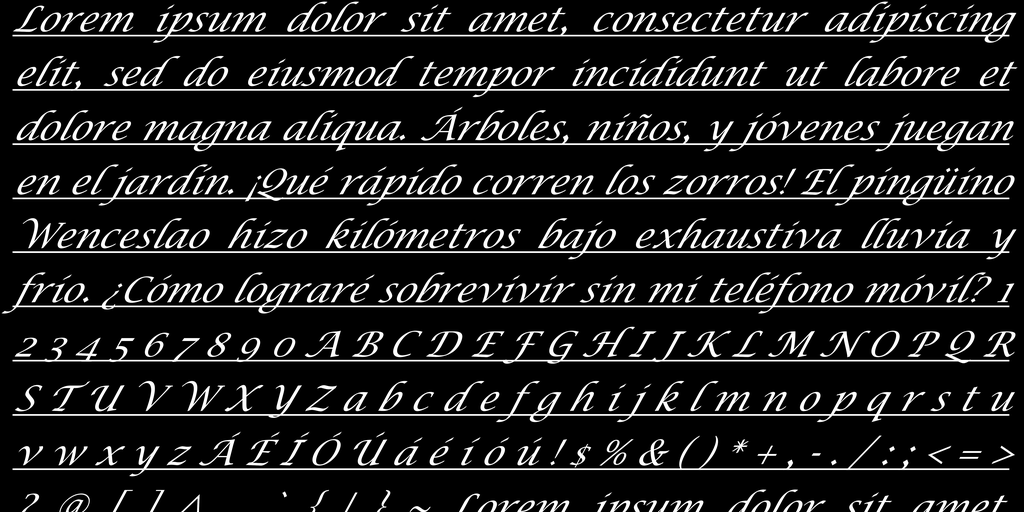 Lorem ipsum dolor sit amet, consectetur adipiscing
elit, sed do eiusmod tempor incididunt ut labore et
dolore magna aliqua. Árboles, niños, y jóvenes juegan
en el jardín. ¡Qué rápido corren los zorros! El pingüino
Wenceslao hizo kilómetros bajo exhaustiva lluvia y
frío. ¿Cómo lograré sobrevivir sin mi teléfono móvil? 1
2 3 4 5 6 7 8 9 0 A B C D E F G H I J K L M N O P Q R
S T U V W X Y Z a b c d e f g h i j k l m n o p q r s t u
v w x y z Á É Í Ó Ú á é í ó ú ! $ % & ( ) * + , - . / : ; < = >
? @ [ ] ^ _ ` { | } ~ Lorem ipsum dolor sit amet,